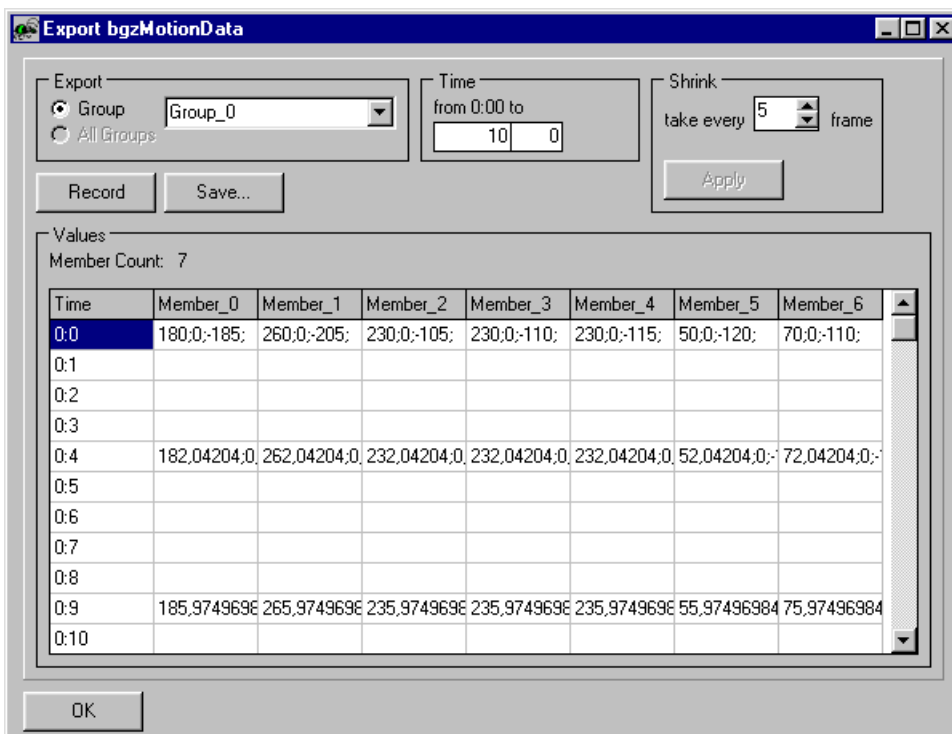 Export bgzMotionData
Export
Group
Group_0
All Groups
Time
from 0:00 to
10 0
Shrink
take every 5 frame
Apply
Record Save...
Values
Member Count: 7
Time Member_0 Member_1 Member_2 Member_3 Member_4 Member_5 Member_6
0:0 180;0;-185; 260;0;-205; 230;0;-105; 230;0;-110; 230;0;-115; 50;0;-120; 70;0;-110;
0:1
0:2
0:3
0:4 182,04204;0, 262,04204;0, 232,04204;0, 232,04204;0, 232,04204;0, 52,04204;0;- 72,04204;0;-
0:5
0:6
0:7
0:8
0:9 185,9749698 265,9749698 235,9749698 235,9749698 235,9749698 55,97496984 75,97496984
0:10
OK